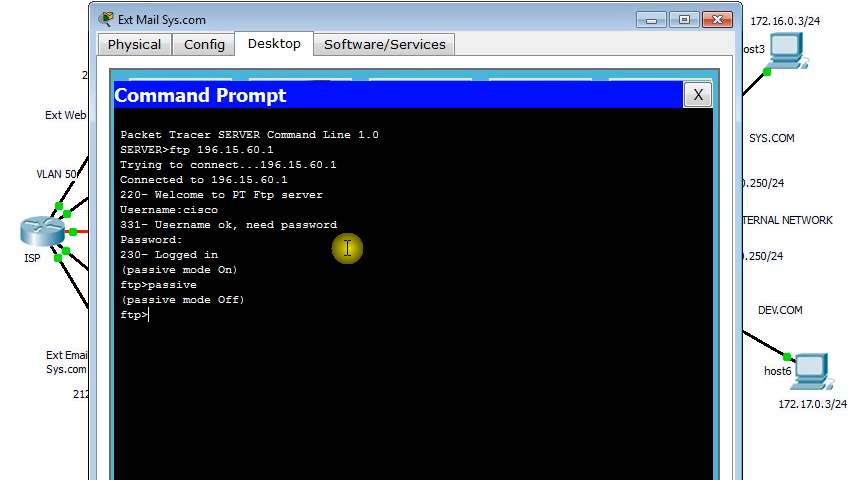 Ext Mail Sys.com
Physical
Config
Desktop
Software/Services
Command Prompt
X
Packet Tracer SERVER Command Line 1.0
SERVER>ftp 196.15.60.1
Trying to connect...196.15.60.1
Connected to 196.15.60.1
220- Welcome to PT Ftp server
Username:cisco
331- Username ok, need password
Password:
230- Logged in
(passive mode On)
ftp>passive
(passive mode Off)
ftp>
2
Ext Web
VLAN 50
ISP
Ext Email
Sys.com
212
172.16.0.3/24
ost3
SYS.COM
0.250/24
TERNAL NETWORK
0.250/24
DEV.COM
host6
172.17.0.3/24